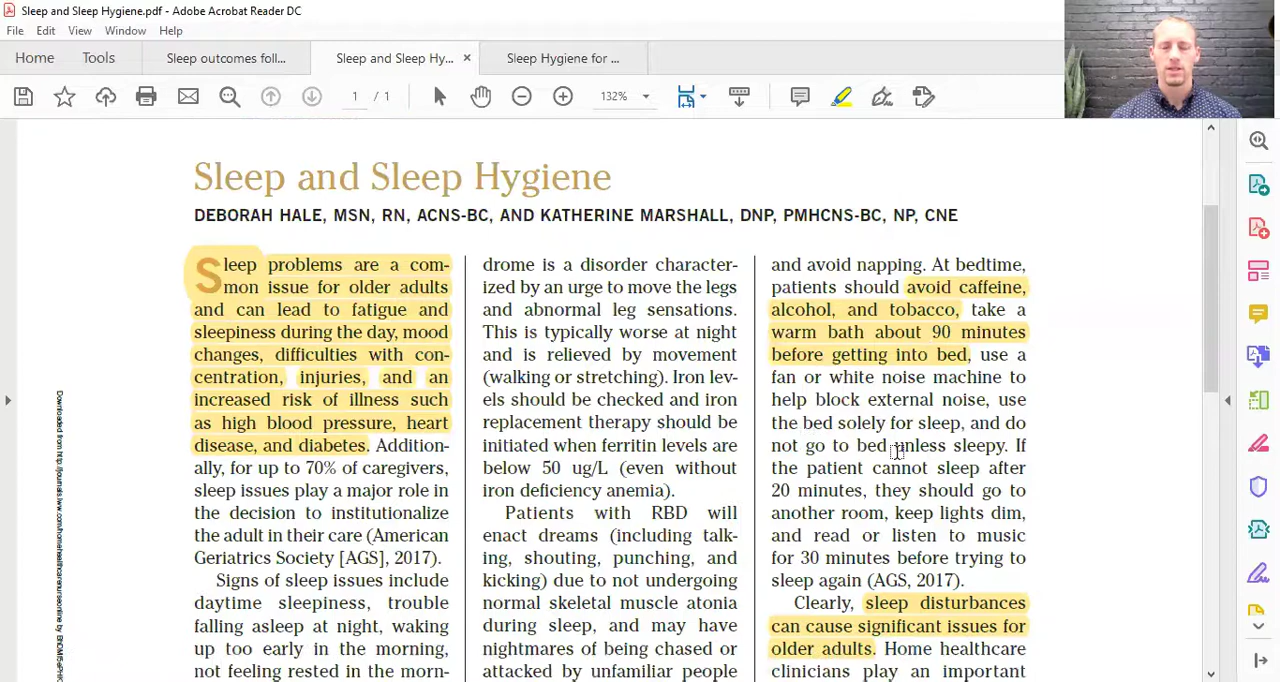 Sleep and Sleep Hygiene.pdf - Adobe Acrobat Reader DC
File Edit View Window Help
Home Tools Sleep outcomes foll... Sleep and Sleep Hy... × Sleep Hygiene for ...
1 / 1 132%
Sleep and Sleep Hygiene
DEBORAH HALE, MSN, RN, ACNS-BC, AND KATHERINE MARSHALL, DNP, PMHCNS-BC, NP, CNE
Sleep problems are a com-
mon issue for older adults
and can lead to fatigue and
sleepiness during the day, mood
changes, difficulties with con-
centration, injuries, and an
increased risk of illness such
as high blood pressure, heart
disease, and diabetes. Addition-
ally, for up to 70% of caregivers,
sleep issues play a major role in
the decision to institutionalize
the adult in their care (American
Geriatrics Society [AGS], 2017).
Signs of sleep issues include
daytime sleepiness, trouble
falling asleep at night, waking
up too early in the morning,
not feeling rested in the morn-
drome is a disorder character-
ized by an urge to move the legs
and abnormal leg sensations.
This is typically worse at night
and is relieved by movement
(walking or stretching). Iron lev-
els should be checked and iron
replacement therapy should be
initiated when ferritin levels are
below 50 ug/L (even without
iron deficiency anemia).
Patients with RBD will
enact dreams (including talk-
ing, shouting, punching, and
kicking) due to not undergoing
normal skeletal muscle atonia
during sleep, and may have
nightmares of being chased or
attacked by unfamiliar people
and avoid napping. At bedtime,
patients should avoid caffeine,
alcohol, and tobacco, take a
warm bath about 90 minutes
before getting into bed, use a
fan or white noise machine to
help block external noise, use
the bed solely for sleep, and do
not go to bed unless sleepy. If
the patient cannot sleep after
20 minutes, they should go to
another room, keep lights dim,
and read or listen to music
for 30 minutes before trying to
sleep again (AGS, 2017).
Clearly, sleep disturbances
can cause significant issues for
older adults. Home healthcare
clinicians play an important